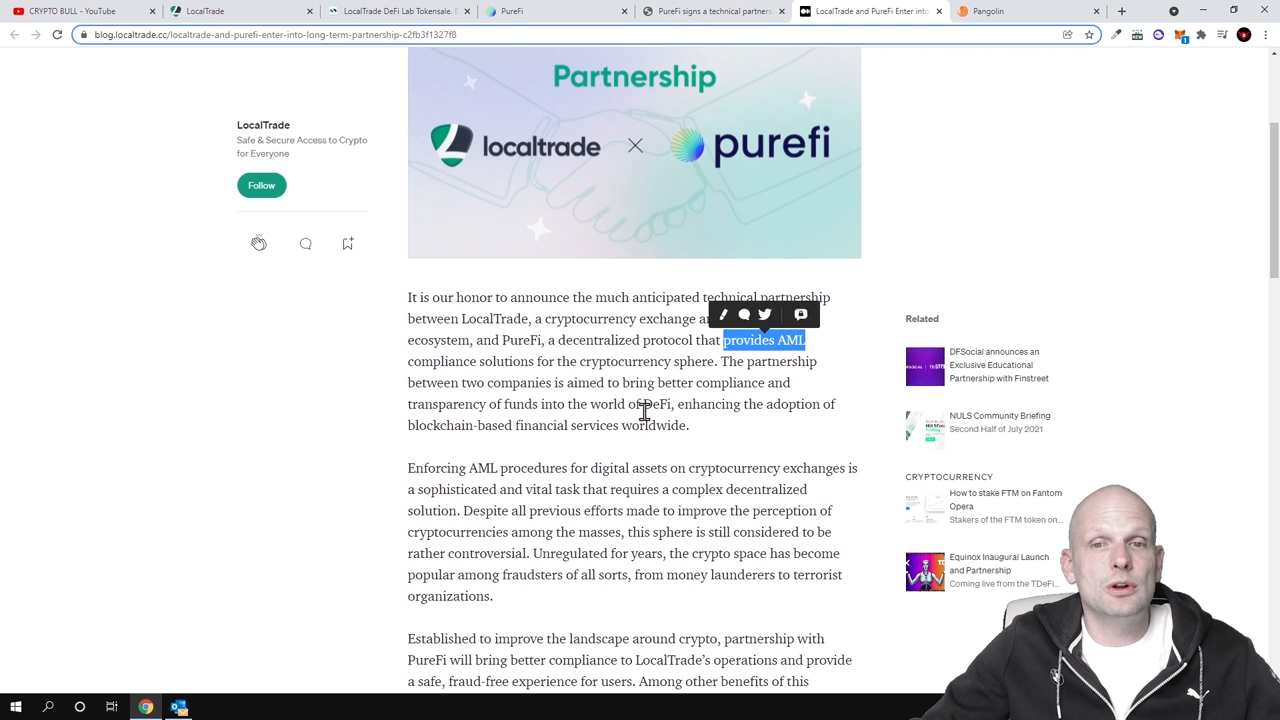 CRYPTO BULL - YouTube
LocalTrade
LocalTrade DeFi Lab Tokensale. E
PureFi
PureFi signs a technical partners
LocalTrade and PureFi Enter into
Pangolin
blog.localtrade.cc/localtrade-and-purefi-enter-into-long-term-partnership-c2fb3f1327f8
Partnership
localtrade
purefi
LocalTrade
Safe & Secure Access to Crypto
for Everyone
Follow
It is our honor to announce the much anticipated technical partnership
between LocalTrade, a cryptocurrency exchange
ecosystem, and PureFi, a decentralized protocol that provides AML
compliance solutions for the cryptocurrency sphere. The partnership
between two companies is aimed to bring better compliance and
transparency of funds into the world of DeFi, enhancing the adoption of
blockchain-based financial services worldwide.
Enforcing AML procedures for digital assets on cryptocurrency exchanges is
a sophisticated and vital task that requires a complex decentralized
solution. Despite all previous efforts made to improve the perception of
cryptocurrencies among the masses, this sphere is still considered to be
rather controversial. Unregulated for years, the crypto space has become
popular among fraudsters of all sorts, from money launderers to terrorist
organizations.
Established to improve the landscape around crypto, partnership with
PureFi will bring better compliance to LocalTrade's operations and provide
a safe, fraud-free experience for users. Among other benefits of this
Related
DFSocial announces an
Exclusive Educational
Partnership with Finstreet
NULS Community Briefing
Second Half of July 2021
CRYPTOCURRENCY
How to stake FTM on Fantom
Opera
Stakers of the FTM token on...
Equinox Inaugural Launch
and Partnership
Coming live from the TDeFi...